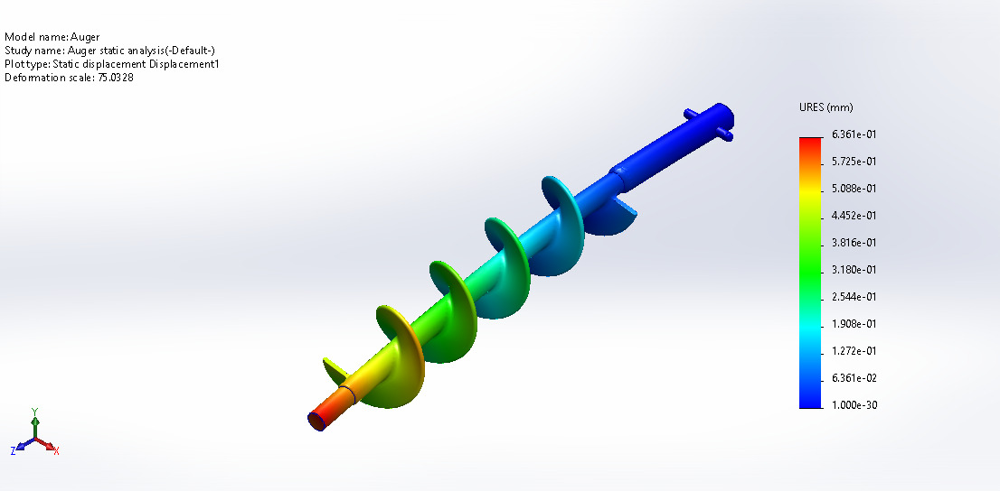 Model name: Auger
Study name: Auger static analysis(-Default-)
Plot type: Static displacement Displacement1
Deformation scale: 75.0328
URES (mm)
6.361e-01
5.725e-01
5.088e-01
4.452e-01
3.816e-01
3.180e-01
2.544e-01
1.908e-01
1.272e-01
6.361e-02
1.000e-30
Y
Z
X